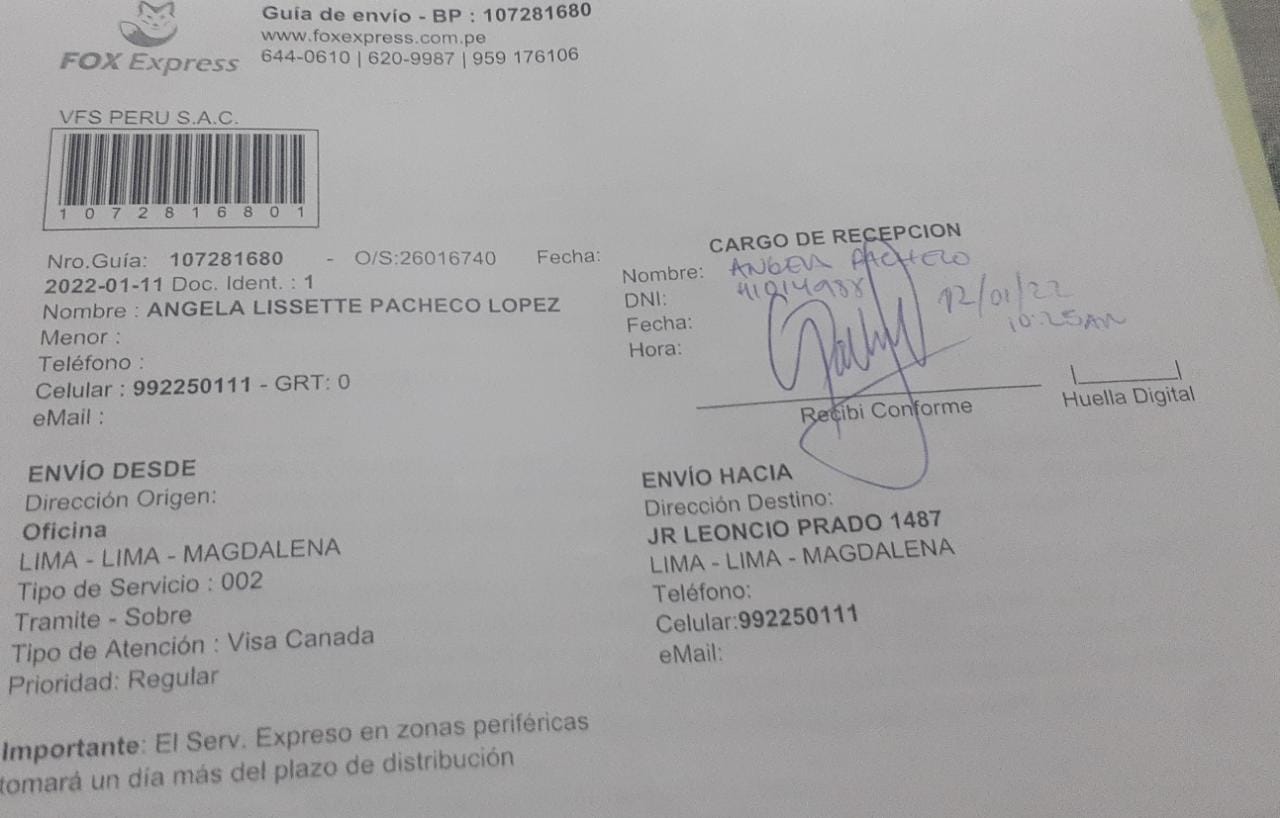 FOX Express
Guía de envío - BP : 107281680
www.foxexpress.com.pe
644-0610 | 620-9987 | 959 176106
VFS PERU S.A.C.
1 0 7 2 8 1 6 8 0 1
Nro.Guía: 107281680 - O/S:26016740 Fecha:
2022-01-11 Doc. Ident. : 1
Nombre : ANGELA LISSETTE PACHECO LOPEZ
Menor :
Teléfono :
Celular : 992250111 - GRT: 0
eMail :
CARGO DE RECEPCION
Nombre: ANGELA PACHECO
DNI:
Fecha: 12/01/22
Hora: 10:25AM
Recibi Conforme
Huella Digital
ENVÍO DESDE
Dirección Origen:
Oficina
LIMA - LIMA - MAGDALENA
Tipo de Servicio : 002
Tramite - Sobre
Tipo de Atención : Visa Canada
Prioridad: Regular
ENVÍO HACIA
Dirección Destino:
JR LEONCIO PRADO 1487
LIMA - LIMA - MAGDALENA
Teléfono:
Celular:992250111
eMail:
Importante: El Serv. Expreso en zonas periféricas
tomará un día más del plazo de distribución